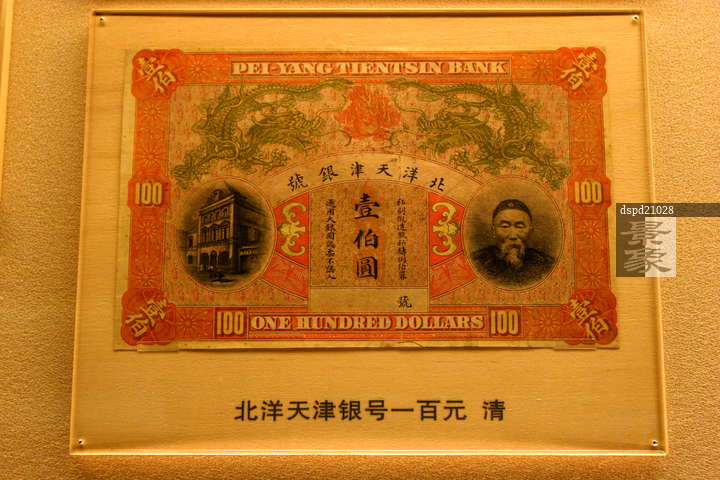 壹佰
PEI-YANG TIENTSIN BANK
壹佰
北洋天津銀號
100
壹伯圓
100
號
壹佰
100
ONE HUNDRED DOLLARS
100
壹佰
北洋天津银号一百元 清
dspd21028
景象